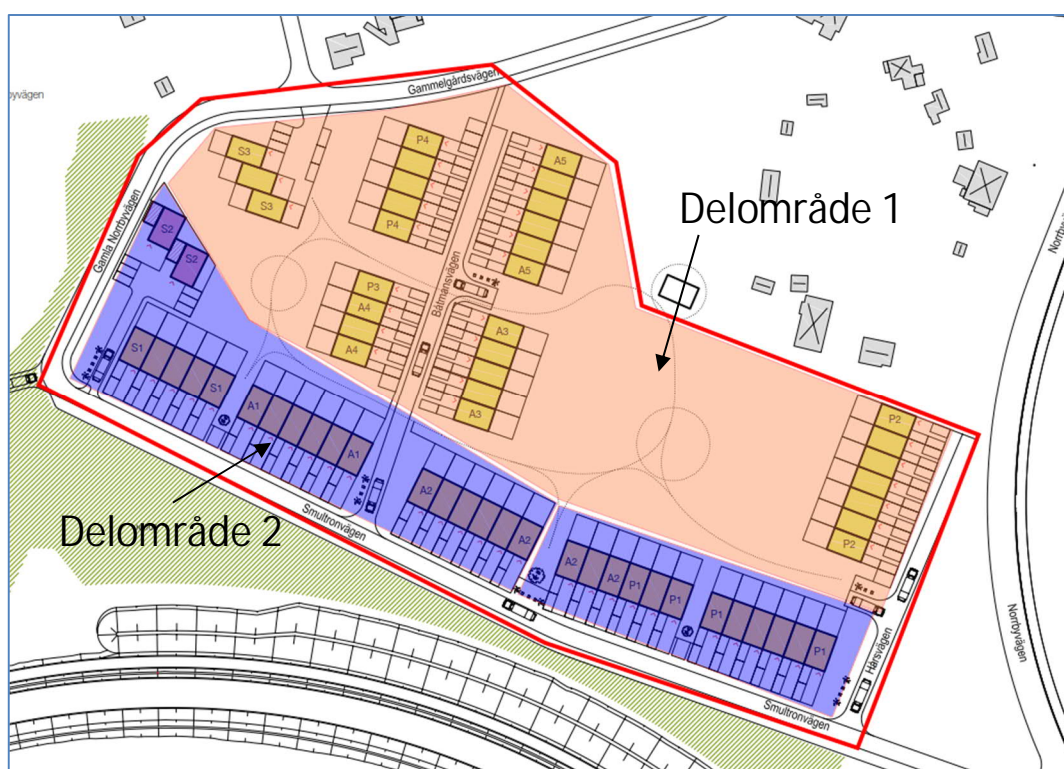 Gammelgårdsvägen
byvägen
S3
S3
P4
P4
A5
A5
Delområde 1
Norrby
Gamla Norrbyvägen
S2
S2
Båtmansvägen
P3
A4
A4
A3
A3
S1
S1
A1
A1
P2
P2
A2
A2
Delområde 2
Smultronvägen
A2
A2
P1
P1
P1
P1
Hårsvägen
Norrbyvägen
Smultronvägen